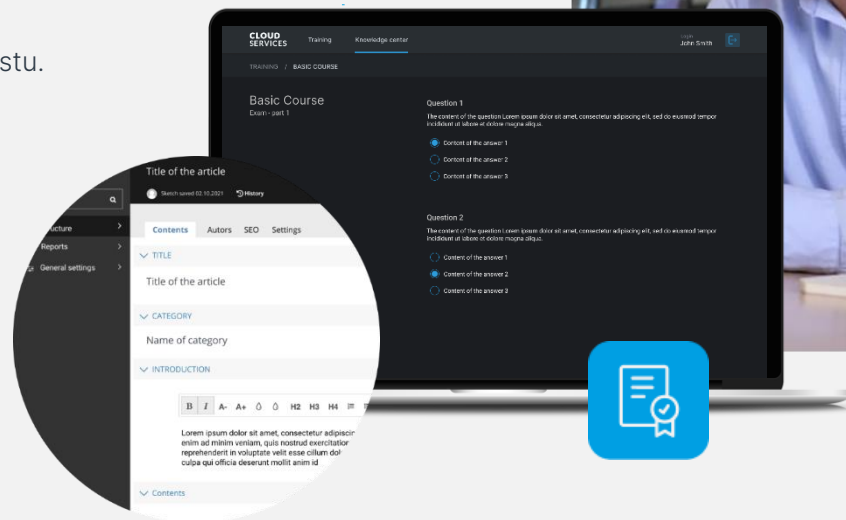 stu.
CLOUD
SERVICES
Training
Knowledge center
John Smith
TRAINING / BASIC COURSE
Basic Course
Exam - part 1
Question 1
The content of the question Lorem ipsum dolor sit amet, consectetur adipiscing elit, sed do eiusmod tempor
incididunt ut labore et dolore magna aliqua.
Content of the answer 1
Content of the answer 2
Content of the answer 3
Question 2
The content of the question Lorem ipsum dolor sit amet, consectetur adipiscing elit, sed do eiusmod tempor
incididunt ut labore et dolore magna aliqua.
Content of the answer 1
Content of the answer 2
Content of the answer 3
Title of the article
Sketch saved 02.10.2021
History
ucture
Reports
General settings
Contents Autors SEO Settings
TITLE
Title of the article
CATEGORY
Name of category
INTRODUCTION
B I A- A+ H2 H3 H4
Lorem ipsum dolor sit amet, consectetur adipiscin
enim ad minim veniam, quis nostrud exercitation
reprehenderit in voluptate velit esse cillum dol
culpa qui officia deserunt mollit anim id
Contents